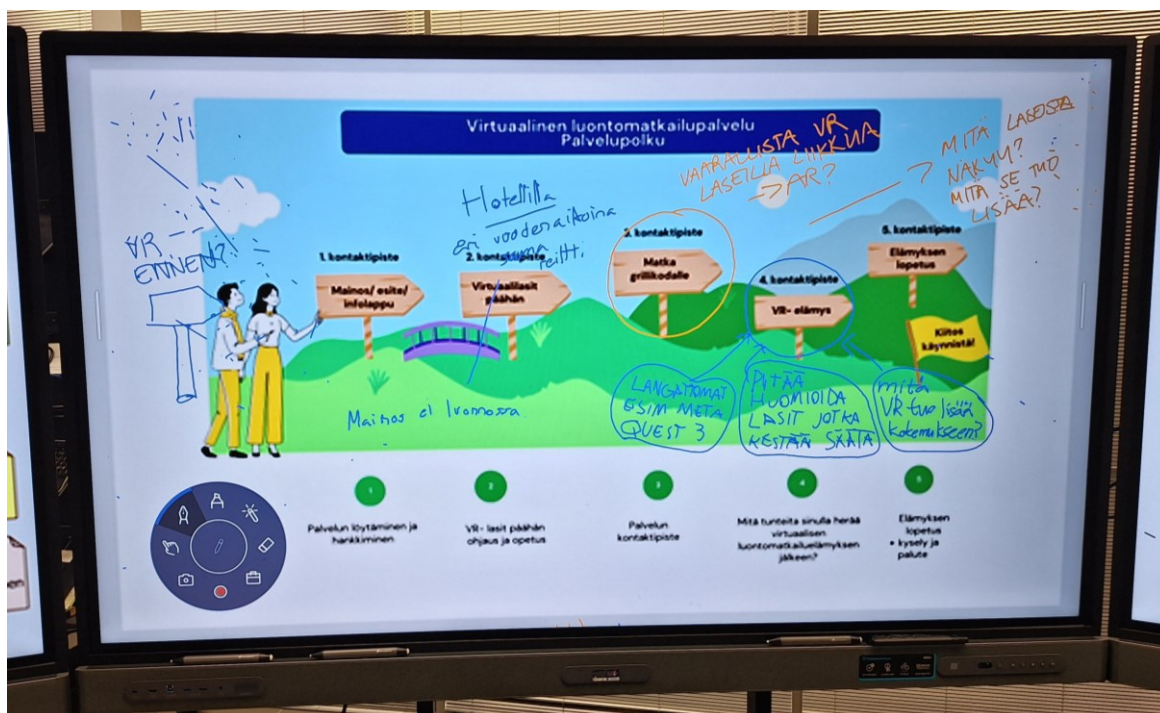 Virtuaalinen luontomatkailupalvelu
Palvelupolku
VAARALLISTA VR
LASEILLA LIIKKUA
→ AR?
? MITÄ LASEISTA
NÄKYY?
MITÄ SE TUO
LISÄÄ?
VR
ENNEN?
Hotellilla
eri vuodenaikoina
sama
reitti
1. kontaktipiste
Mainos/ esite/
infolappu
2. kontaktipiste
Virtuaalilasit
päähän
3. kontaktipiste
Matka
grillikodalle
4. kontaktipiste
VR- elämys
5. kontaktipiste
Elämyksen
lopetus
Kiitos
käynnistä!
Mainos ei luonnossa
LANGATTOMAT
ESIM META
QUEST 3
PITÄÄ
HUOMIOIDA
LASIT JOTKA
KESTÄÄ SÄÄTÄ
mitä
VR tuo lisää
kokemukseen?
1
Palvelun löytäminen ja
hankkiminen
2
VR- lasit päähän
ohjaus ja opetus
3
Palvelun
kontaktipiste
4
Mitä tunteita sinulla herää
virtuaalisen
luontomatkailuelämyksen
jälkeen?
5
Elämyksen
lopetus
• kysely ja
palute